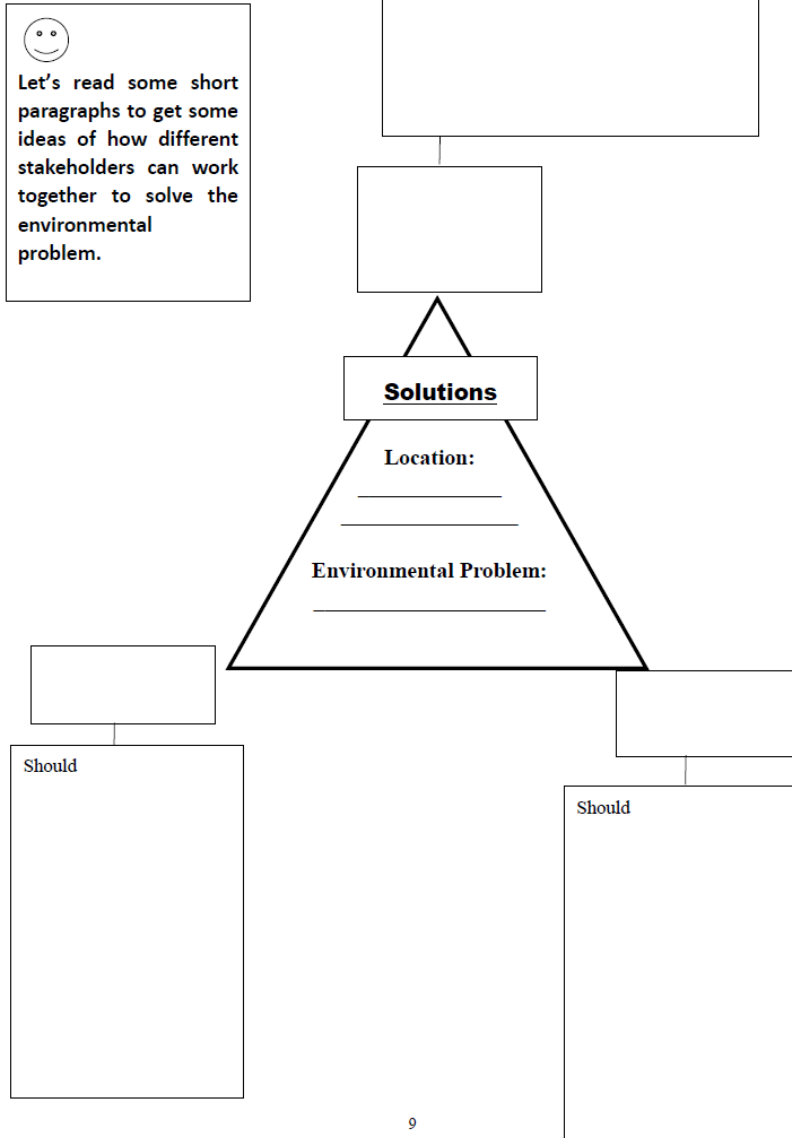 Let's read some short
paragraphs to get some
ideas of how different
stakeholders can work
together to solve the
environmental
problem.
Solutions
Location:
Environmental Problem:
Should
Should
9